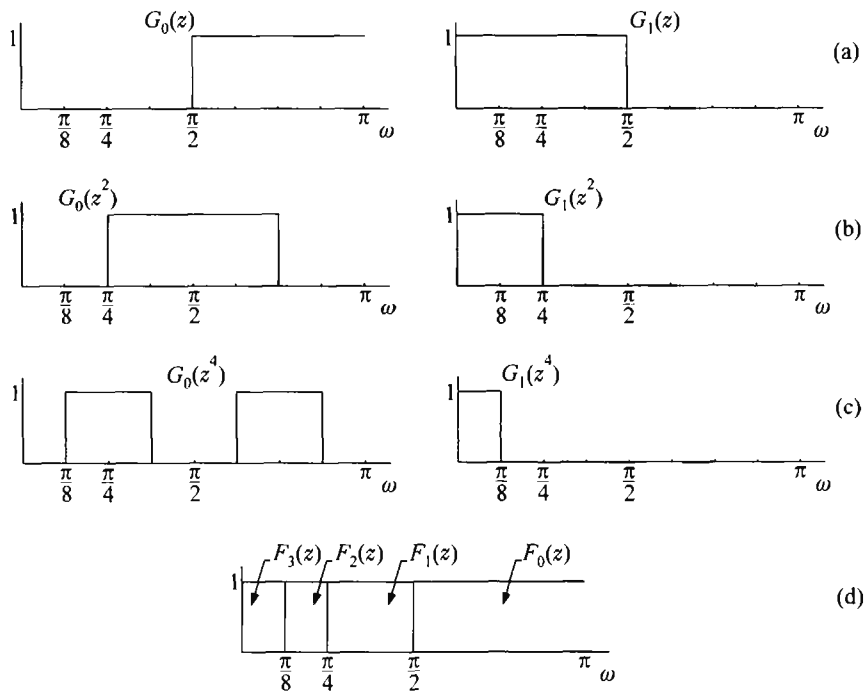 G₀(z) G₁(z)
1 1 (a)
π/8 π/4 π/2 π ω π/8 π/4 π/2 π ω
G₀(z²) G₁(z²)
1 1 (b)
π/8 π/4 π/2 π ω π/8 π/4 π/2 π ω
G₀(z⁴) G₁(z⁴)
1 1 (c)
π/8 π/4 π/2 π ω π/8 π/4 π/2 π ω
F₃(z) F₂(z) F₁(z) F₀(z)
1 (d)
π/8 π/4 π/2 π ω